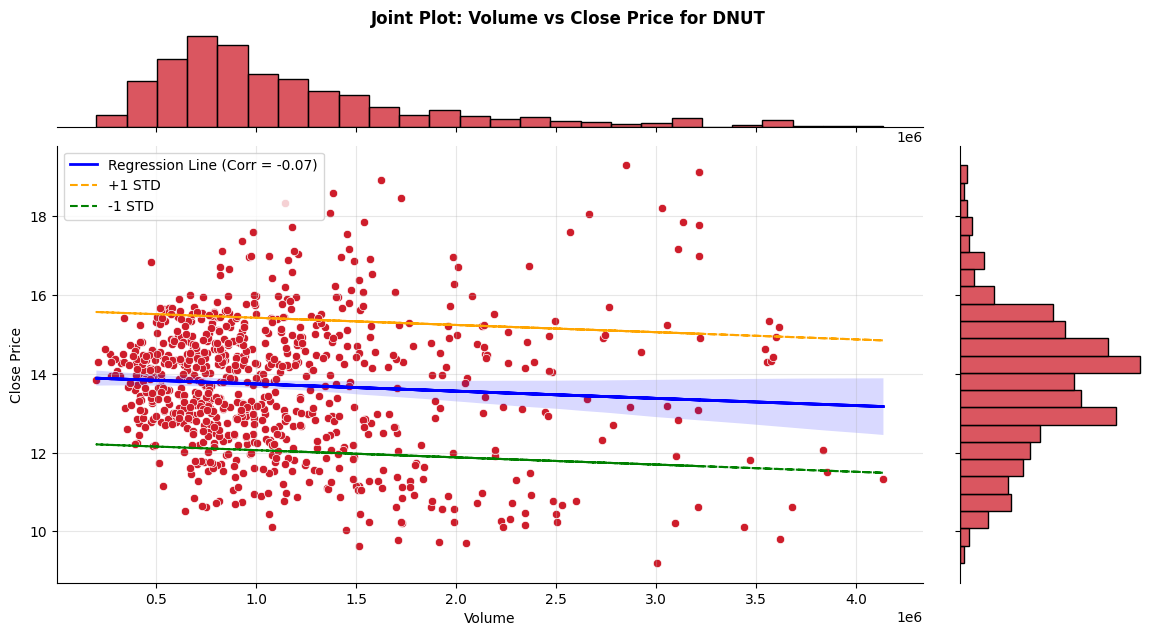 Joint Plot: Volume vs Close Price for DNUT
1e6
Regression Line (Corr = -0.07)
+1 STD
-1 STD
18
16
14
12
10
Close Price
0.5 1.0 1.5 2.0 2.5 3.0 3.5 4.0
1e6
Volume